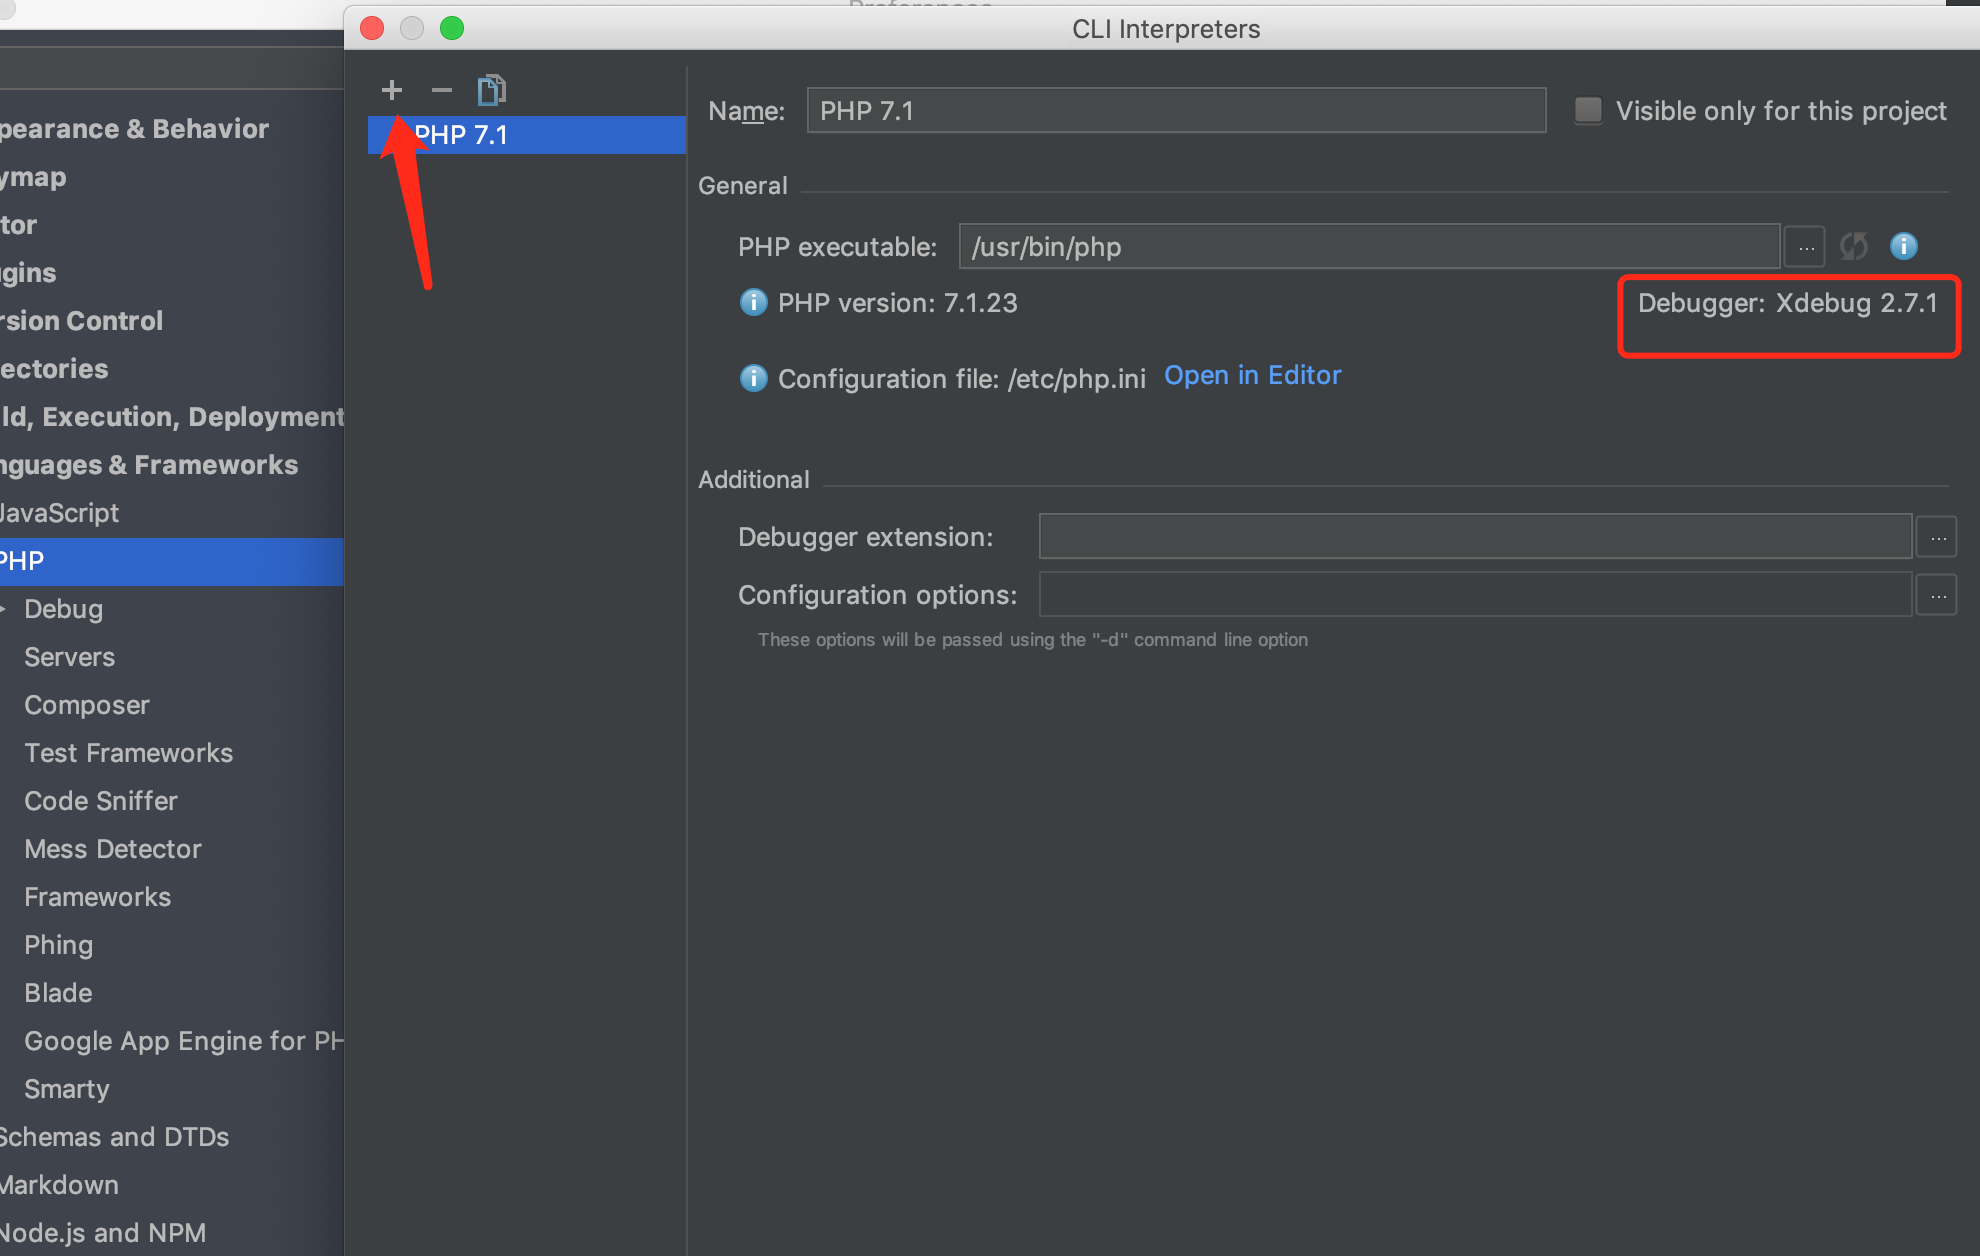 CLI Interpreters
pearance & Behavior
ymap
tor
gins
rsion Control
ectories
ld, Execution, Deployment
nguages & Frameworks
JavaScript
PHP
Debug
Servers
Composer
Test Frameworks
Code Sniffer
Mess Detector
Frameworks
Phing
Blade
Google App Engine for PH
Smarty
Schemas and DTDs
Markdown
Node.js and NPM
PHP 7.1
Name: PHP 7.1 Visible only for this project
General
PHP executable: /usr/bin/php ...
PHP version: 7.1.23 Debugger: Xdebug 2.7.1
Configuration file: /etc/php.ini Open in Editor
Additional
Debugger extension: ...
Configuration options: ...
These options will be passed using the "-d" command line option